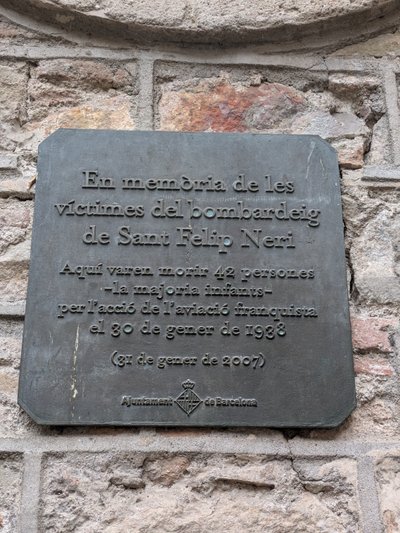 En memòria de les
víctimes del bombardeig
de Sant Felip Neri
Aquí varen morir 42 persones
-la majoria infants-
per l'acció de l'aviació franquista
el 30 de gener de 1938
(31 de gener de 2007)
Ajuntament de Barcelona